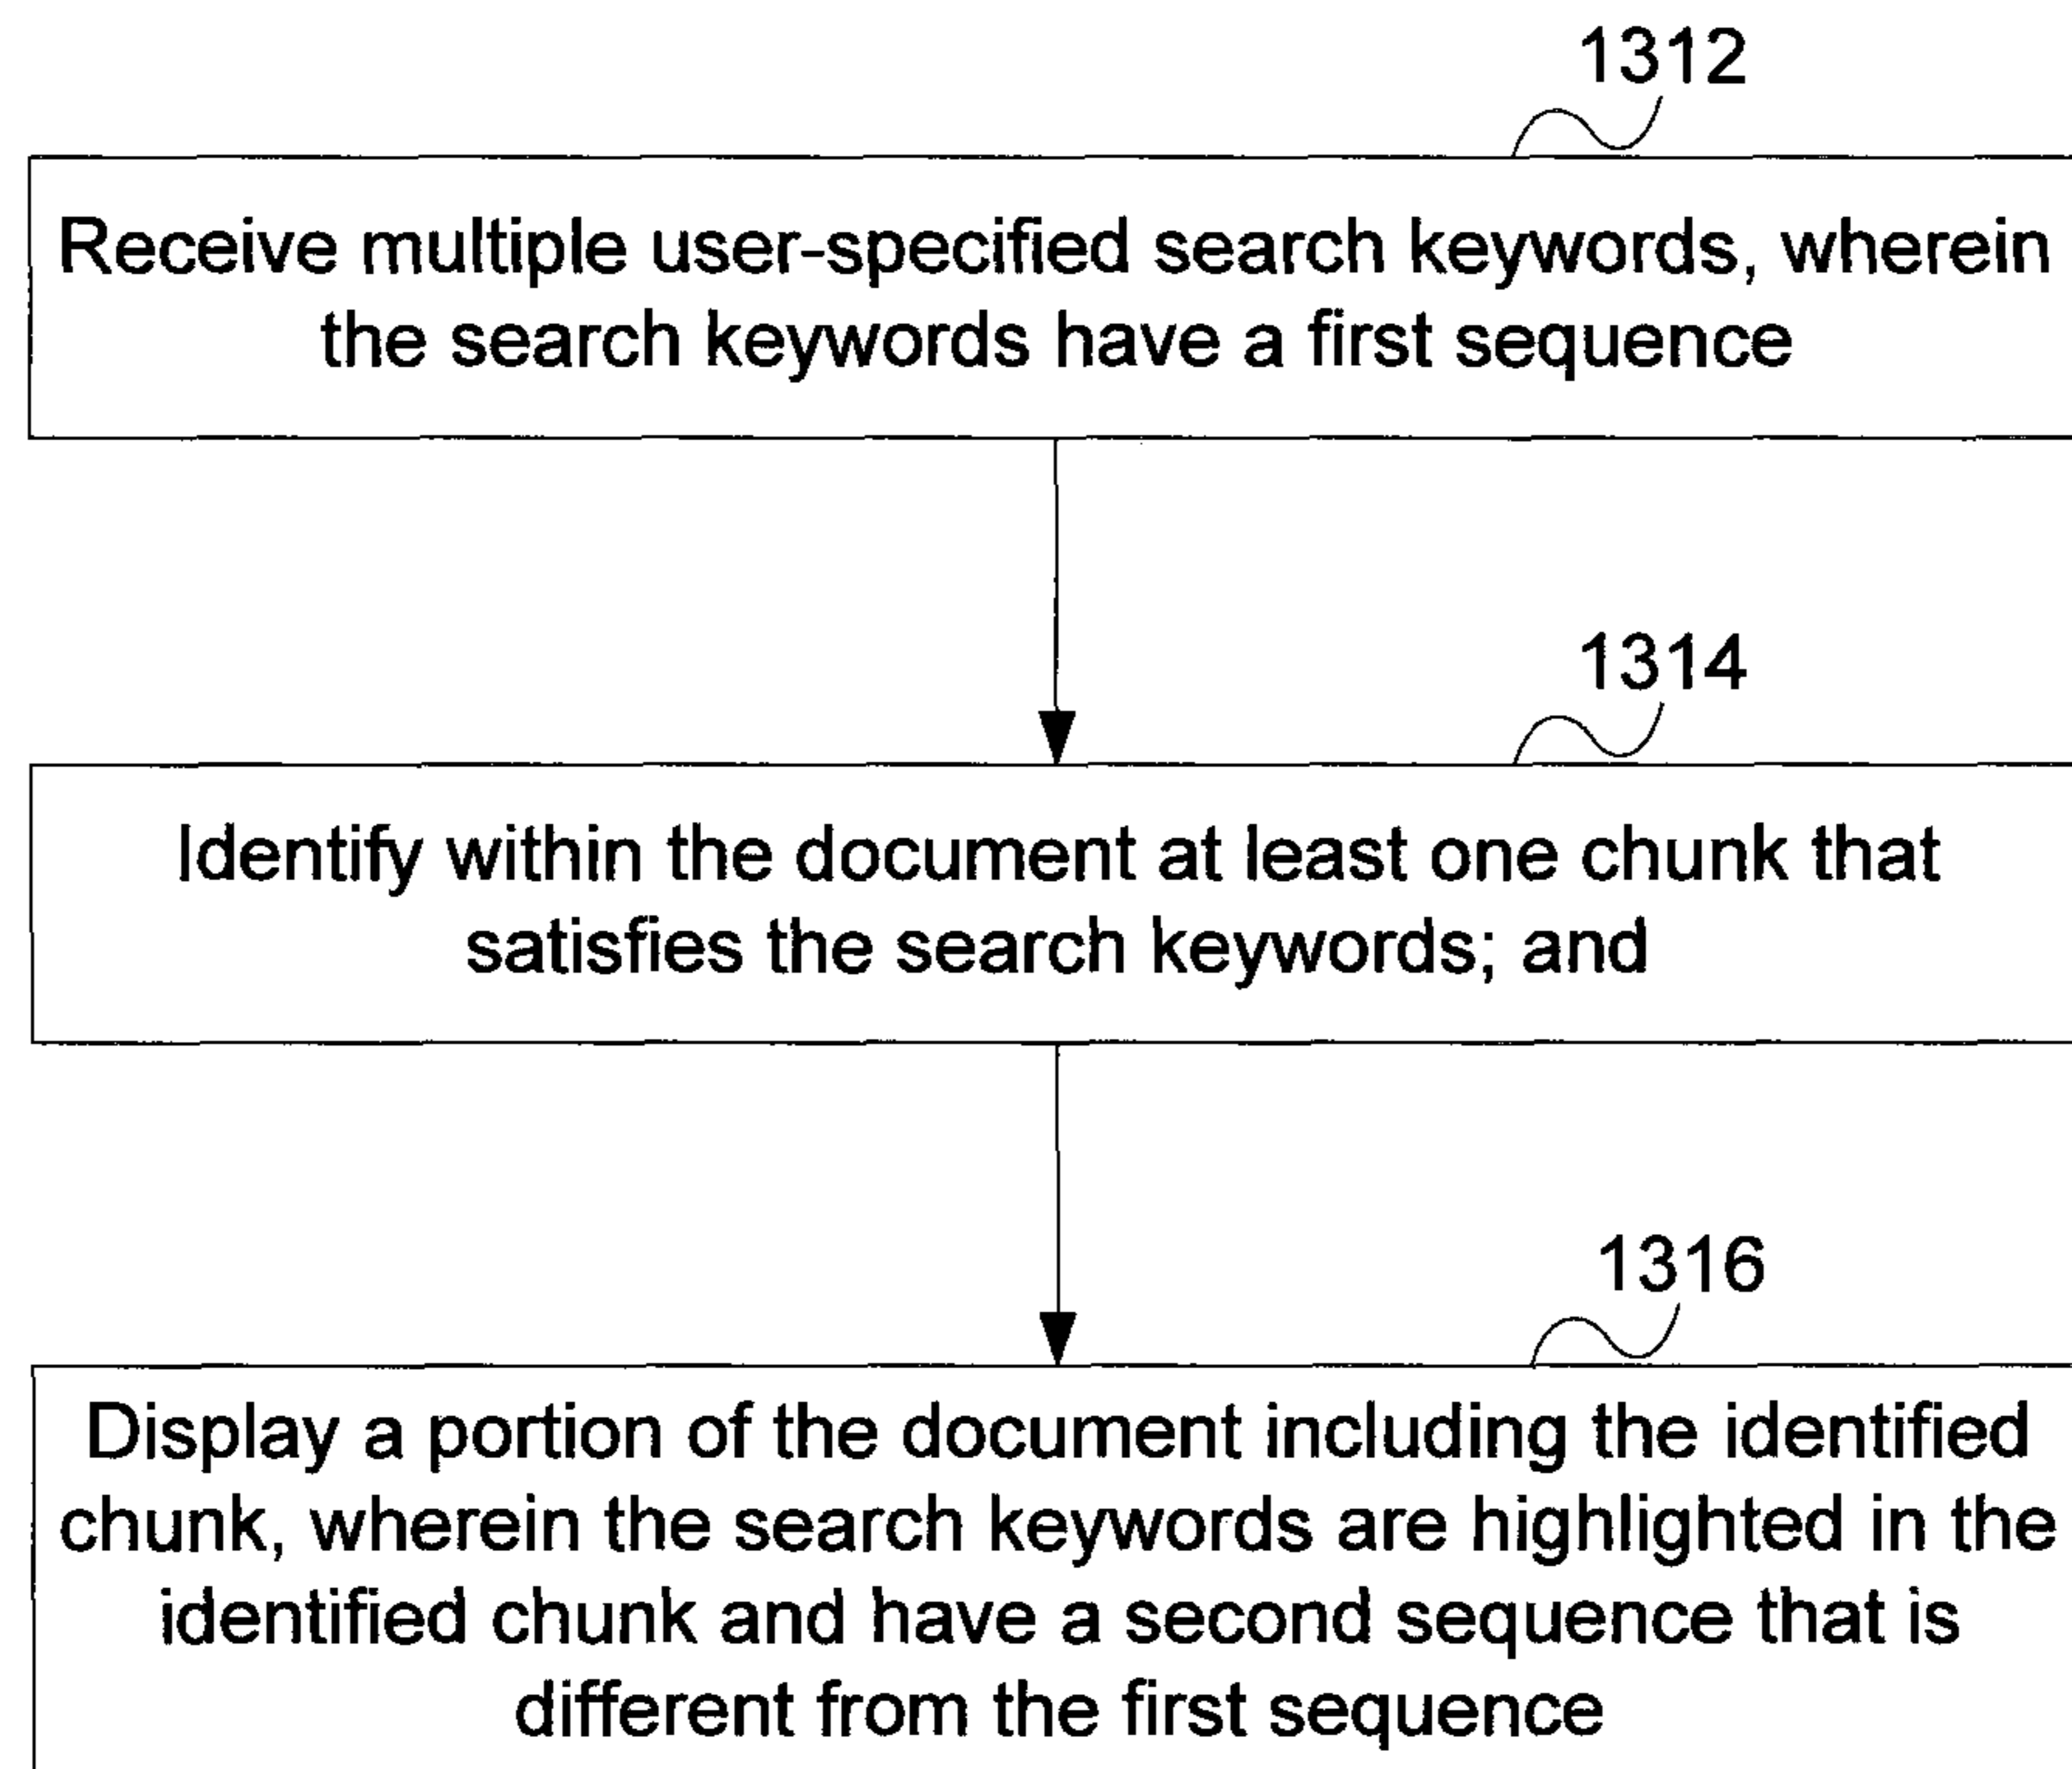 1312
Receive multiple user-specified search keywords, wherein
the search keywords have a first sequence
1314
Identify within the document at least one chunk that
satisfies the search keywords; and
1316
Display a portion of the document including the identified
chunk, wherein the search keywords are highlighted in the
identified chunk and have a second sequence that is
different from the first sequence